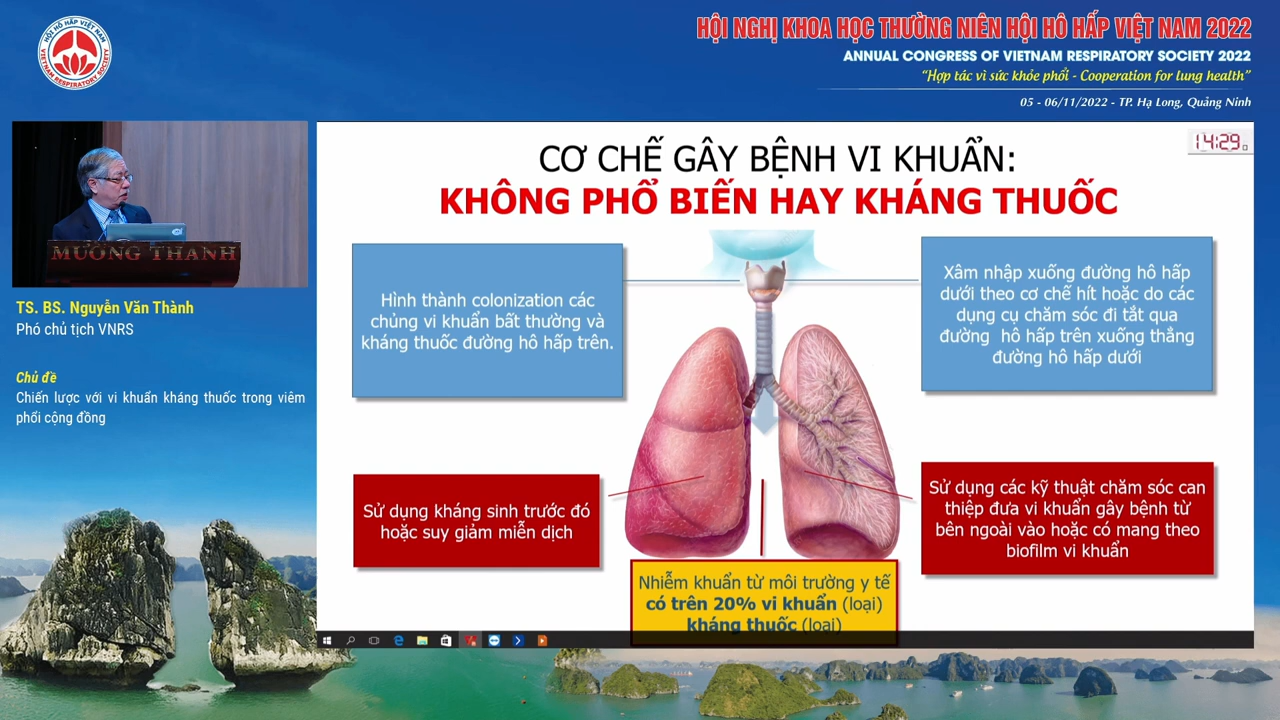 HỘI HÔ HẤP VIỆT NAM
VIETNAM RESPIRATORY SOCIETY
HỘI NGHỊ KHOA HỌC THƯỜNG NIÊN HỘI HÔ HẤP VIỆT NAM 2022
ANNUAL CONGRESS OF VIETNAM RESPIRATORY SOCIETY 2022
“Hợp tác vì sức khỏe phổi - Cooperation for lung health”
05 - 06/11/2022 - TP. Hạ Long, Quảng Ninh
MƯỜNG THANH
TS. BS. Nguyễn Văn Thành
Phó chủ tịch VNRS
Chủ đề
Chiến lược với vi khuẩn kháng thuốc trong viêm
phổi cộng đồng
14:29
CƠ CHẾ GÂY BỆNH VI KHUẨN:
KHÔNG PHỔ BIẾN HAY KHÁNG THUỐC
Hình thành colonization các
chủng vi khuẩn bất thường và
kháng thuốc đường hô hấp trên.
Xâm nhập xuống đường hô hấp
dưới theo cơ chế hít hoặc do các
dụng cụ chăm sóc đi tắt qua
đường hô hấp trên xuống thẳng
đường hô hấp dưới
Sử dụng kháng sinh trước đó
hoặc suy giảm miễn dịch
Sử dụng các kỹ thuật chăm sóc can
thiệp đưa vi khuẩn gây bệnh từ
bên ngoài vào hoặc có mang theo
biofilm vi khuẩn
Nhiễm khuẩn từ môi trường y tế
có trên 20% vi khuẩn (loại)
kháng thuốc (loại)